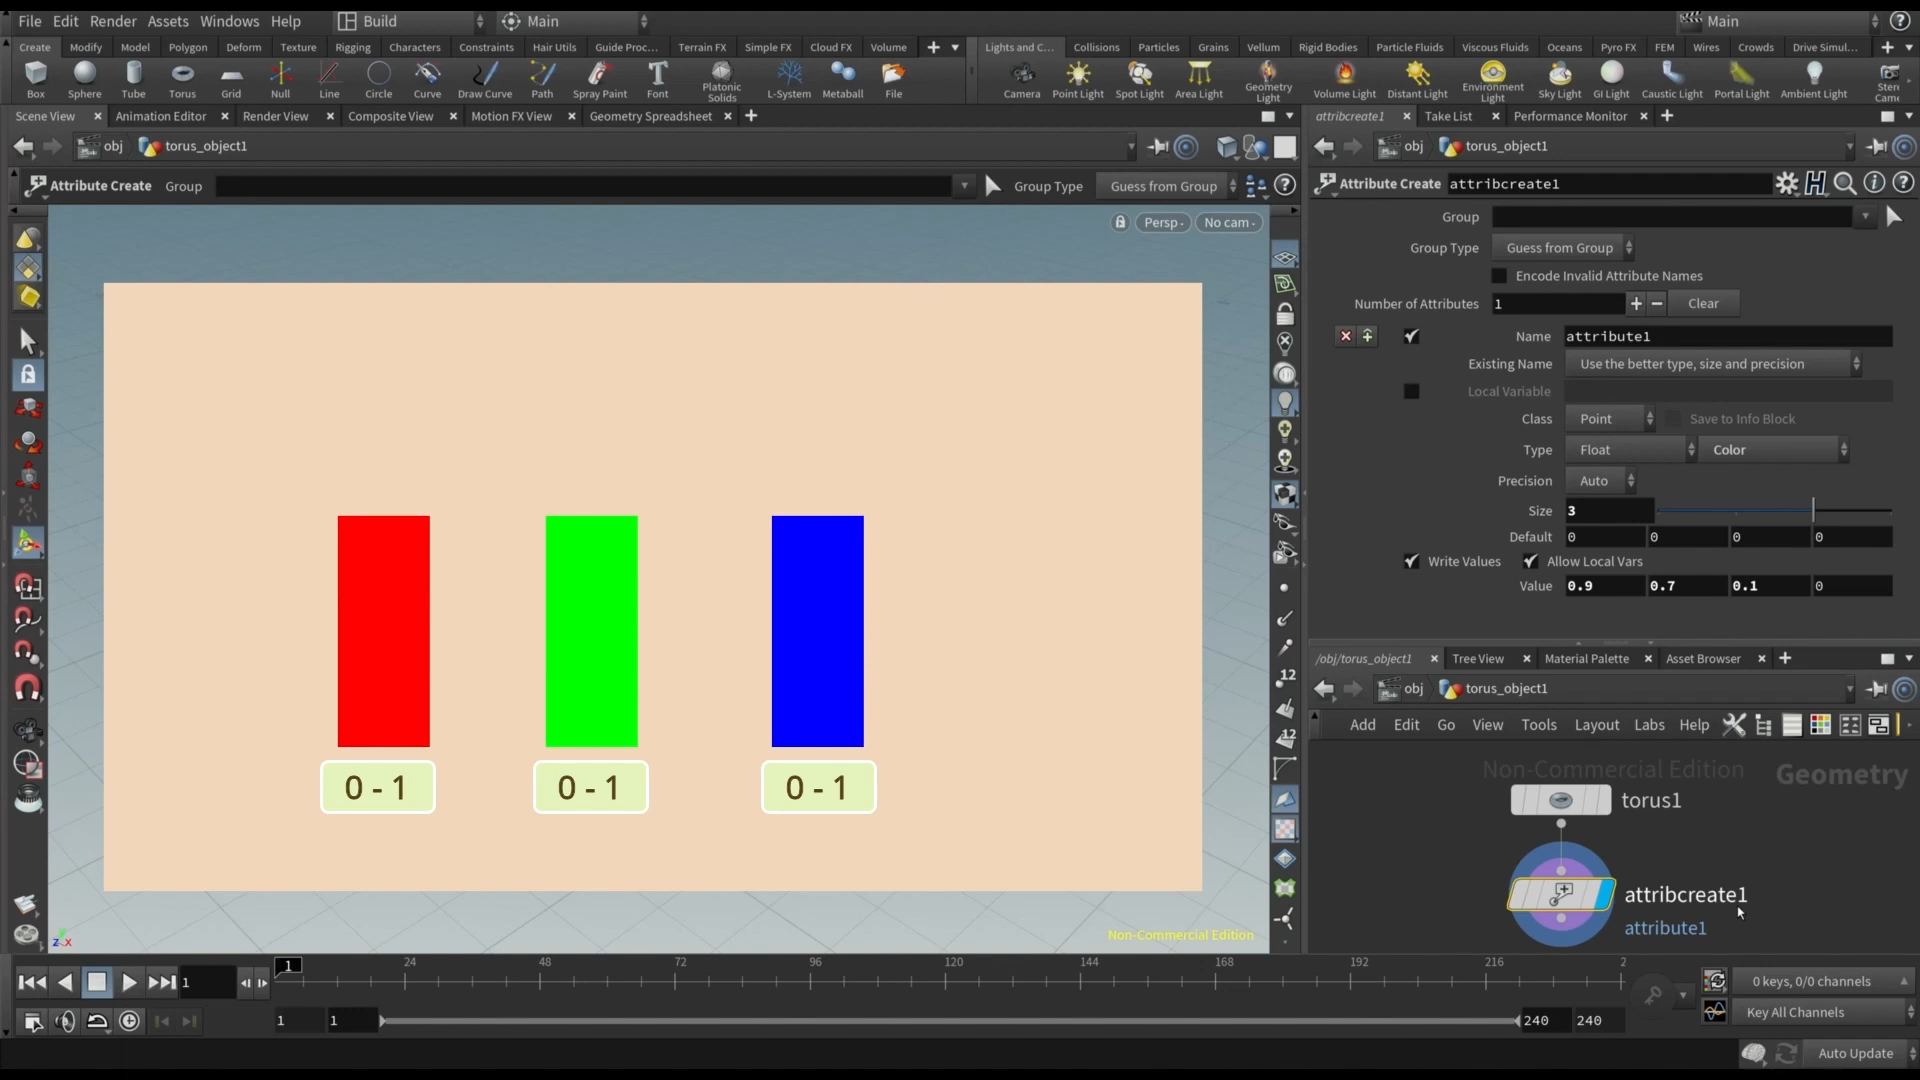 File Edit Render Assets Windows Help Build Main Main
Create Modify Model Polygon Deform Texture Rigging Characters Constraints Hair Utils Guide Proc... Terrain FX Simple FX Cloud FX Volume Lights and C... Collisions Particles Grains Vellum Rigid Bodies Particle Fluids Viscous Fluids Oceans Pyro FX FEM Wires Crowds Drive Simul...
Box Sphere Tube Torus Grid Null Line Circle Curve Draw Curve Path Spray Paint Font Platonic Solids L-System Metaball File Camera Point Light Spot Light Area Light Geometry Light Volume Light Distant Light Environment Light Sky Light GI Light Caustic Light Portal Light Ambient Light Stere Came
Scene View Animation Editor Render View Composite View Motion FX View Geometry Spreadsheet
obj torus_object1
Attribute Create Group Group Type Guess from Group
Persp No cam
0 - 1 0 - 1 0 - 1
Non-Commercial Edition
z x
12
12
attribcreate1 Take List Performance Monitor
obj torus_object1
Attribute Create attribcreate1
Group
Group Type Guess from Group
Encode Invalid Attribute Names
Number of Attributes 1 Clear
Name attribute1
Existing Name Use the better type, size and precision
Local Variable
Class Point Save to Info Block
Type Float Color
Precision Auto
Size 3
Default 0 0 0 0
Write Values Allow Local Vars
Value 0.9 0.7 0.1 0
/obj/torus_object1 Tree View Material Palette Asset Browser
obj torus_object1
Add Edit Go View Tools Layout Labs Help
Non-Commercial Edition Geometry
torus1
attribcreate1
attribute1
1 1 24 48 72 96 120 144 168 192 216 2
0 keys, 0/0 channels
1 1 240 240 Key All Channels
Auto Update